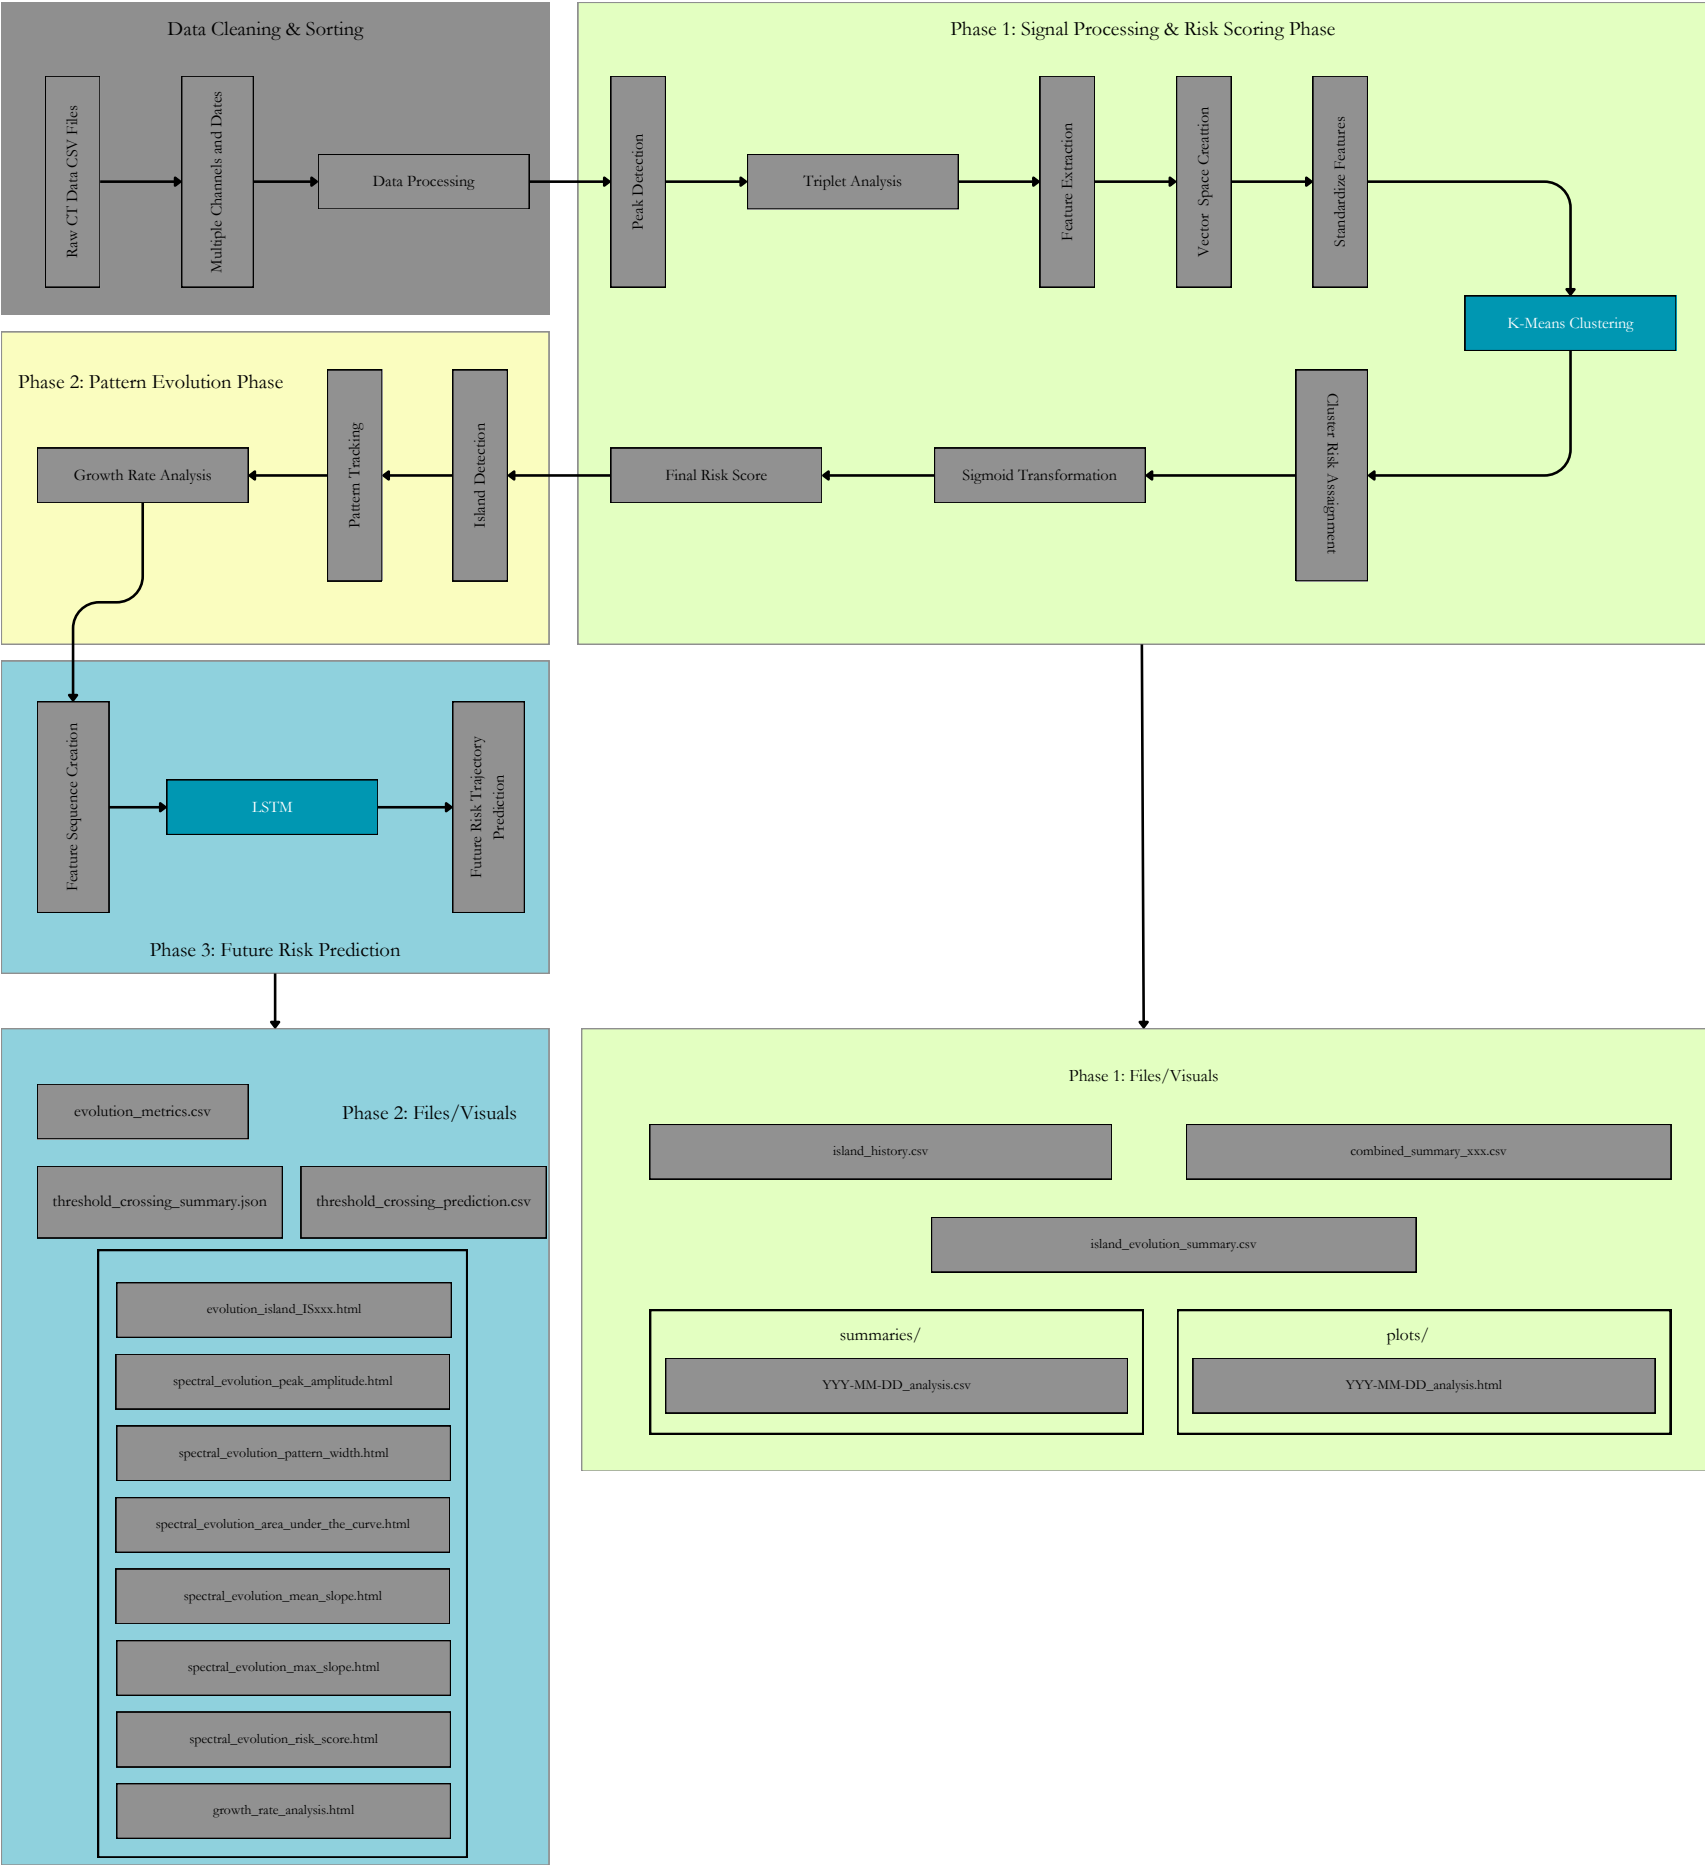 Data Cleaning & Sorting
Raw CT Data CSV Files
Multiple Channels and Dates
Data Processing
Phase 1: Signal Processing & Risk Scoring Phase
Peak Detection
Triplet Analysis
Feature Extraction
Vector Space Creation
Standardize Features
K-Means Clustering
Cluster Risk Assaignment
Sigmoid Transformation
Final Risk Score
Phase 2: Pattern Evolution Phase
Island Detection
Pattern Tracking
Growth Rate Analysis
Feature Sequence Creation
LSTM
Future Risk Trajectory
Prediction
Phase 3: Future Risk Prediction
evolution_metrics.csv
Phase 2: Files/Visuals
threshold_crossing_summary.json
threshold_crossing_prediction.csv
evolution_island_ISxxx.html
spectral_evolution_peak_amplitude.html
spectral_evolution_pattern_width.html
spectral_evolution_area_under_the_curve.html
spectral_evolution_mean_slope.html
spectral_evolution_max_slope.html
spectral_evolution_risk_score.html
growth_rate_analysis.html
Phase 1: Files/Visuals
island_history.csv
combined_summary_xxx.csv
island_evolution_summary.csv
summaries/
YYY-MM-DD_analysis.csv
plots/
YYY-MM-DD_analysis.html